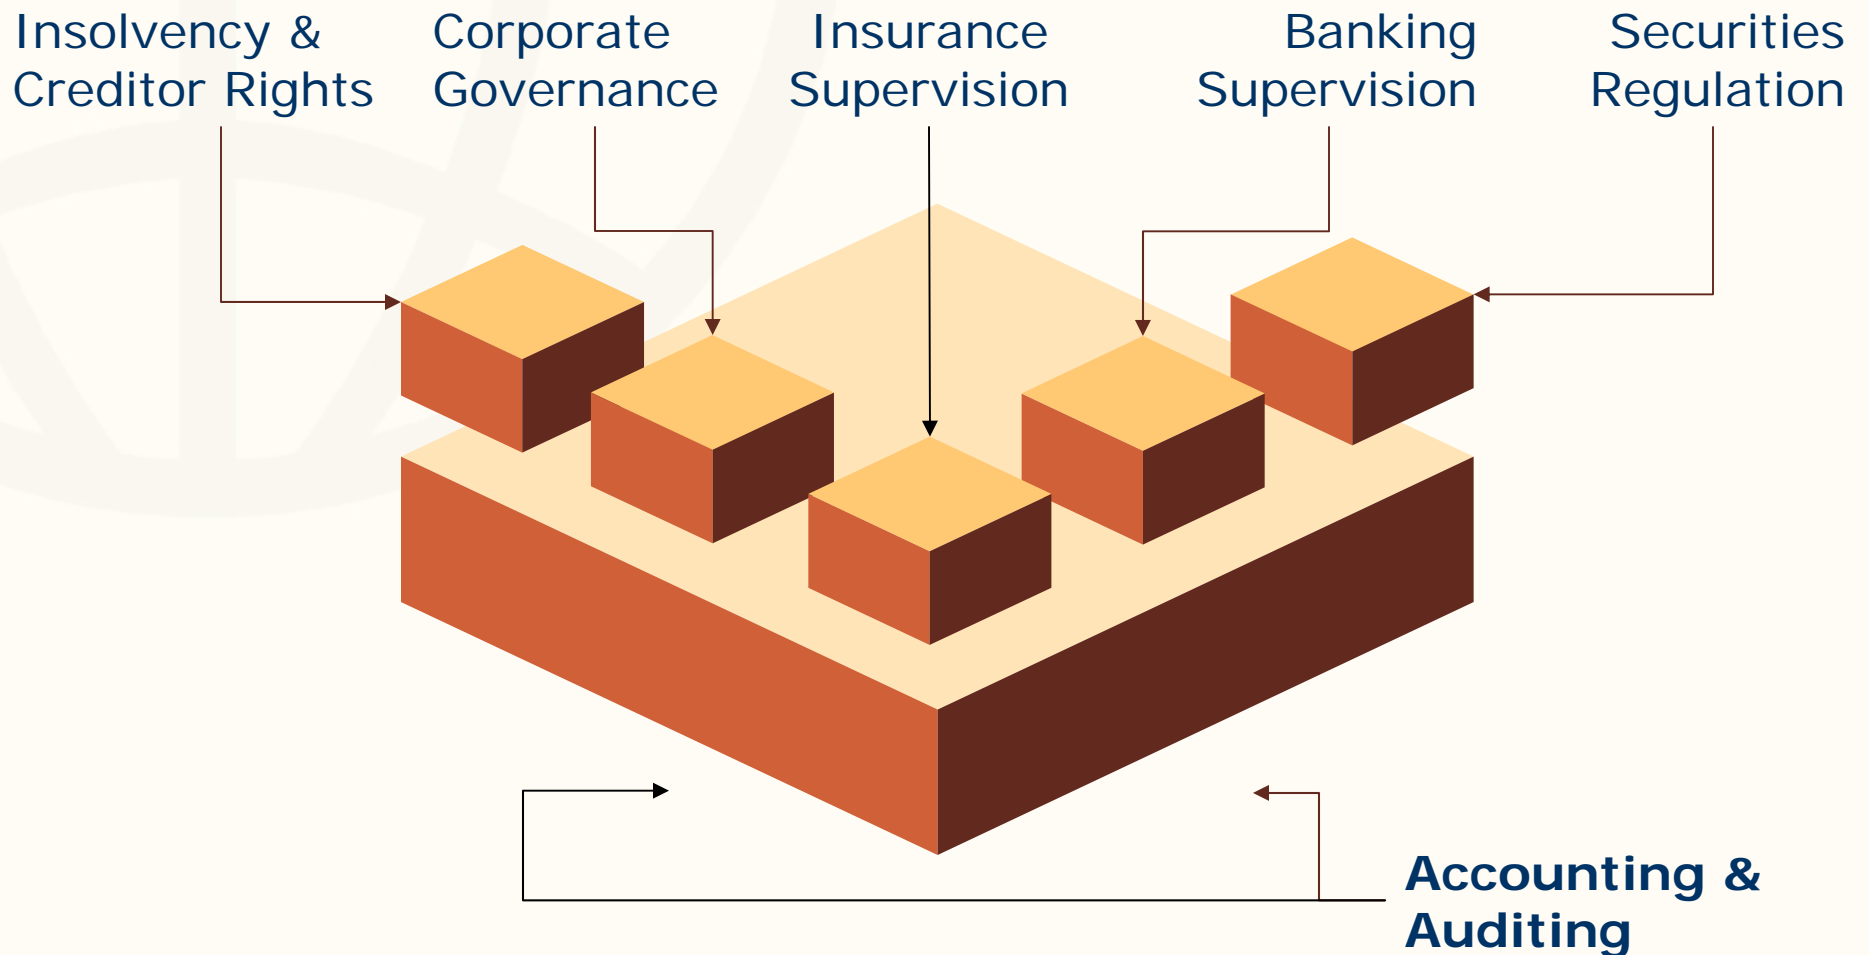 Insolvency &
Creditor Rights
Corporate
Governance
Insurance
Supervision
Banking
Supervision
Securities
Regulation
Accounting &
Auditing